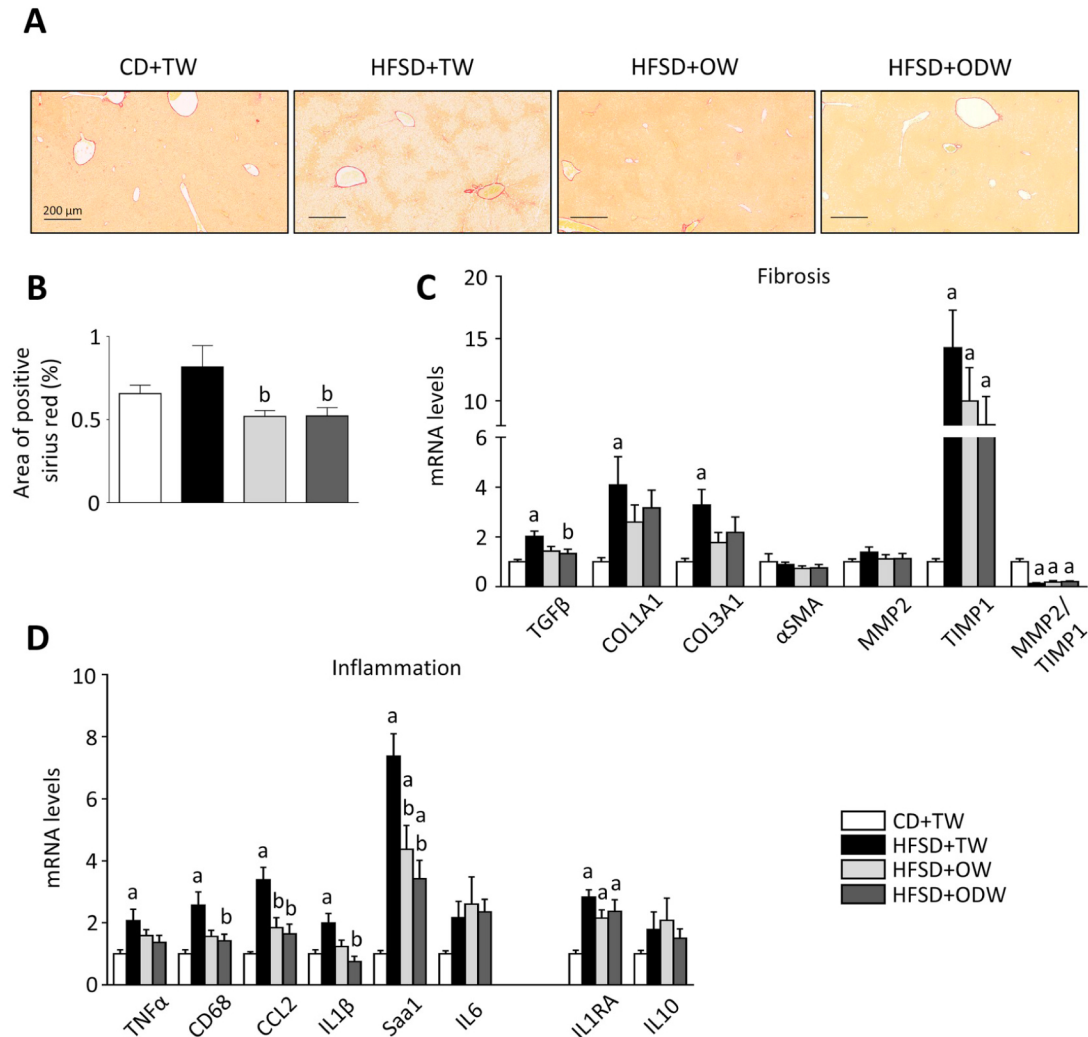 A
CD+TW HFSD+TW HFSD+OW HFSD+ODW
200 µm
B
Area of positive
sirius red (%)
1
0.5
0
b b
C
Fibrosis
mRNA levels
20
15
10
6
4
2
0
a b
a
a
a a a
a a a
TGFβ COL1A1 COL3A1 αSMA MMP2 TIMP1 MMP2/
TIMP1
D
Inflammation
mRNA levels
10
8
6
4
2
0
a
a b
a b b
a b
a
a a
b b
a a a
TNFα CD68 CCL2 IL1β Saa1 IL6 IL1RA IL10
CD+TW
HFSD+TW
HFSD+OW
HFSD+ODW